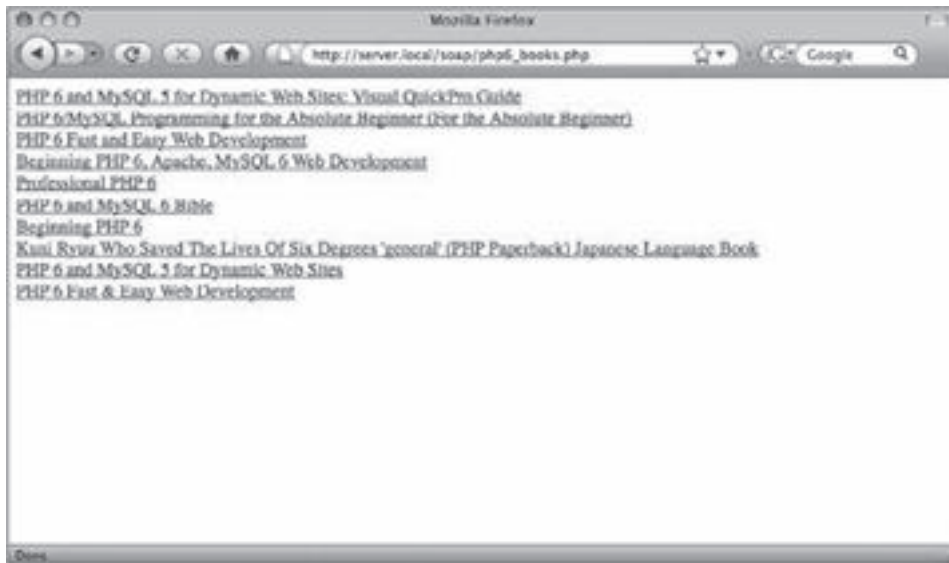 Mozilla Firefox
http://server.local/soap/php6_books.php
Google
PHP 6 and MySQL 5 for Dynamic Web Sites: Visual QuickPro Guide
PHP 6/MySQL Programming for the Absolute Beginner (For the Absolute Beginner)
PHP 6 Fast and Easy Web Development
Beginning PHP 6, Apache, MySQL 6 Web Development
Professional PHP 6
PHP 6 and MySQL 6 Bible
Beginning PHP 6
Kuni Ryuu Who Saved The Lives Of Six Degrees 'general' (PHP Paperback) Japanese Language Book
PHP 6 and MySQL 5 for Dynamic Web Sites
PHP 6 Fast & Easy Web Development
Done